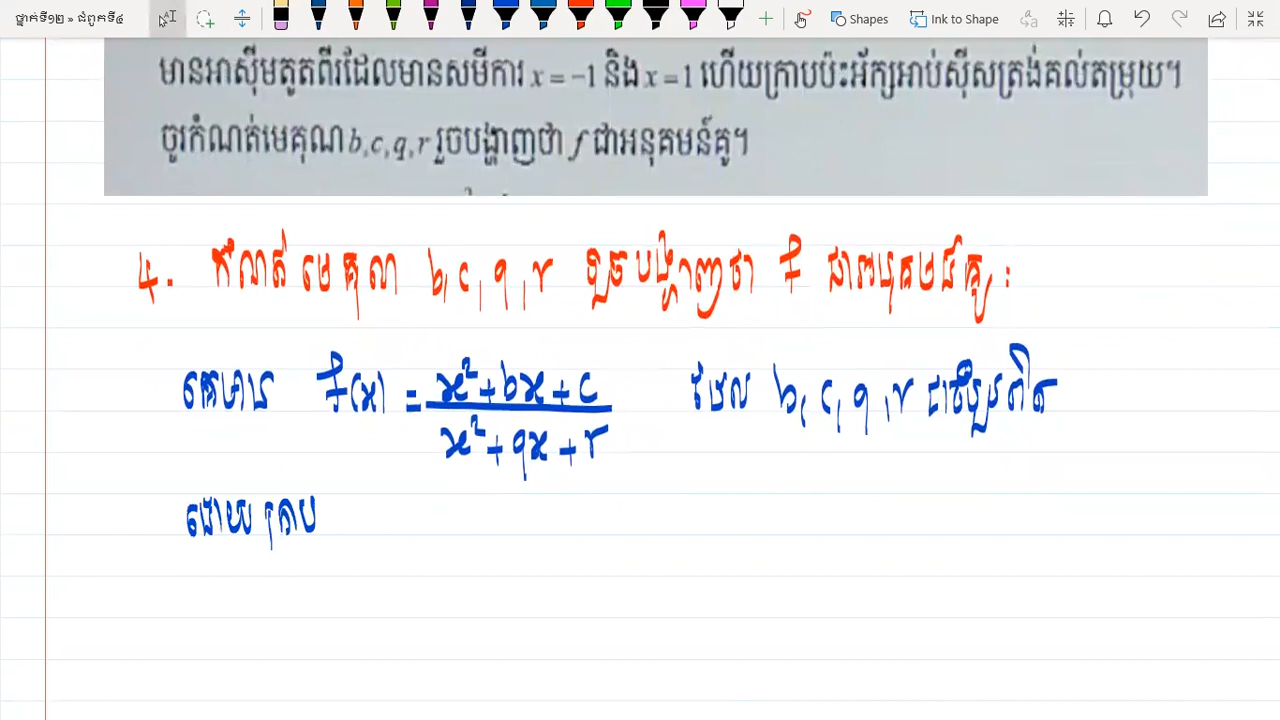 ថ្នាក់ទី១២ » ជំពូកទី៤
Shapes
Ink to Shape
មានអាស៊ីមតូតពីរដែលមានសមីការ x = −1 និង x = 1 ហើយក្រាបប៉ះអ័ក្សអាប់ស៊ីសត្រង់គល់តម្រុយ។
ចូរកំណត់មេគុណ b, c, q, r រួចបង្ហាញថា f ជាអនុគមន៍គូ។
4. កំណត់មេគុណ b, c, q, r រួចបង្ហាញថា f ជាអនុគមន៍គូ :
គេមាន f(x) = (x²+bx+c)/(x²+qx+r) ដែល b, c, q, r ជាចំនួនពិត
ដោយក្រាប